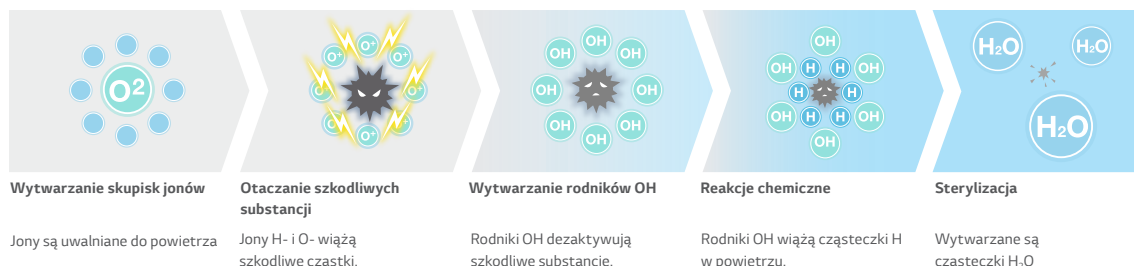 O²
O⁺ O⁺ O⁺ O⁺ O⁺ O⁺ O⁺ O⁺
OH OH OH OH OH OH OH OH
OH OH OH OH OH OH H H H H H H
H₂O H₂O H₂O
Wytwarzanie skupisk jonów
Jony są uwalniane do powietrza
Otaczanie szkodliwych
substancji
Jony H- i O- wiążą
szkodliwe cząstki.
Wytwarzanie rodników OH
Rodniki OH dezaktywują
szkodliwe substancje.
Reakcje chemiczne
Rodniki OH wiążą cząsteczki H
w powietrzu.
Sterylizacja
Wytwarzane są
cząsteczki H₂O